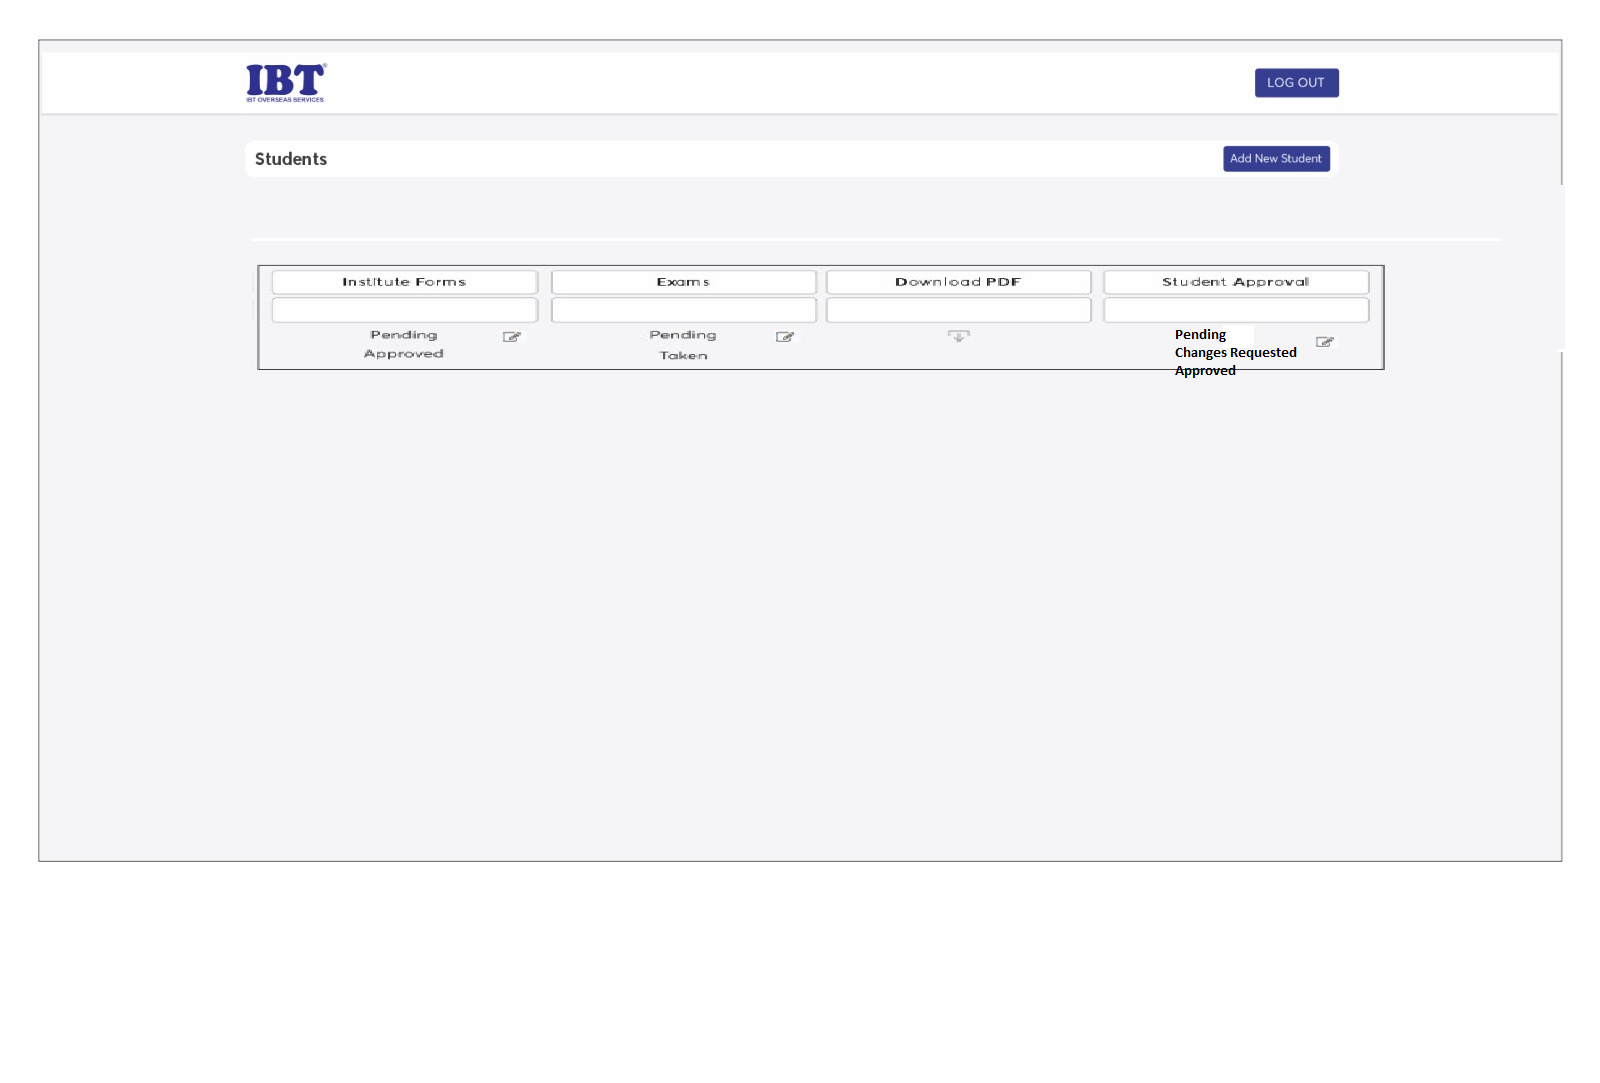 IBT®
IBT OVERSEAS SERVICES
LOG OUT
Students
Add New Student
Institute Forms
Exams
Download PDF
Student Approval
Pending
Approved
Pending
Taken
Pending
Changes Requested
Approved